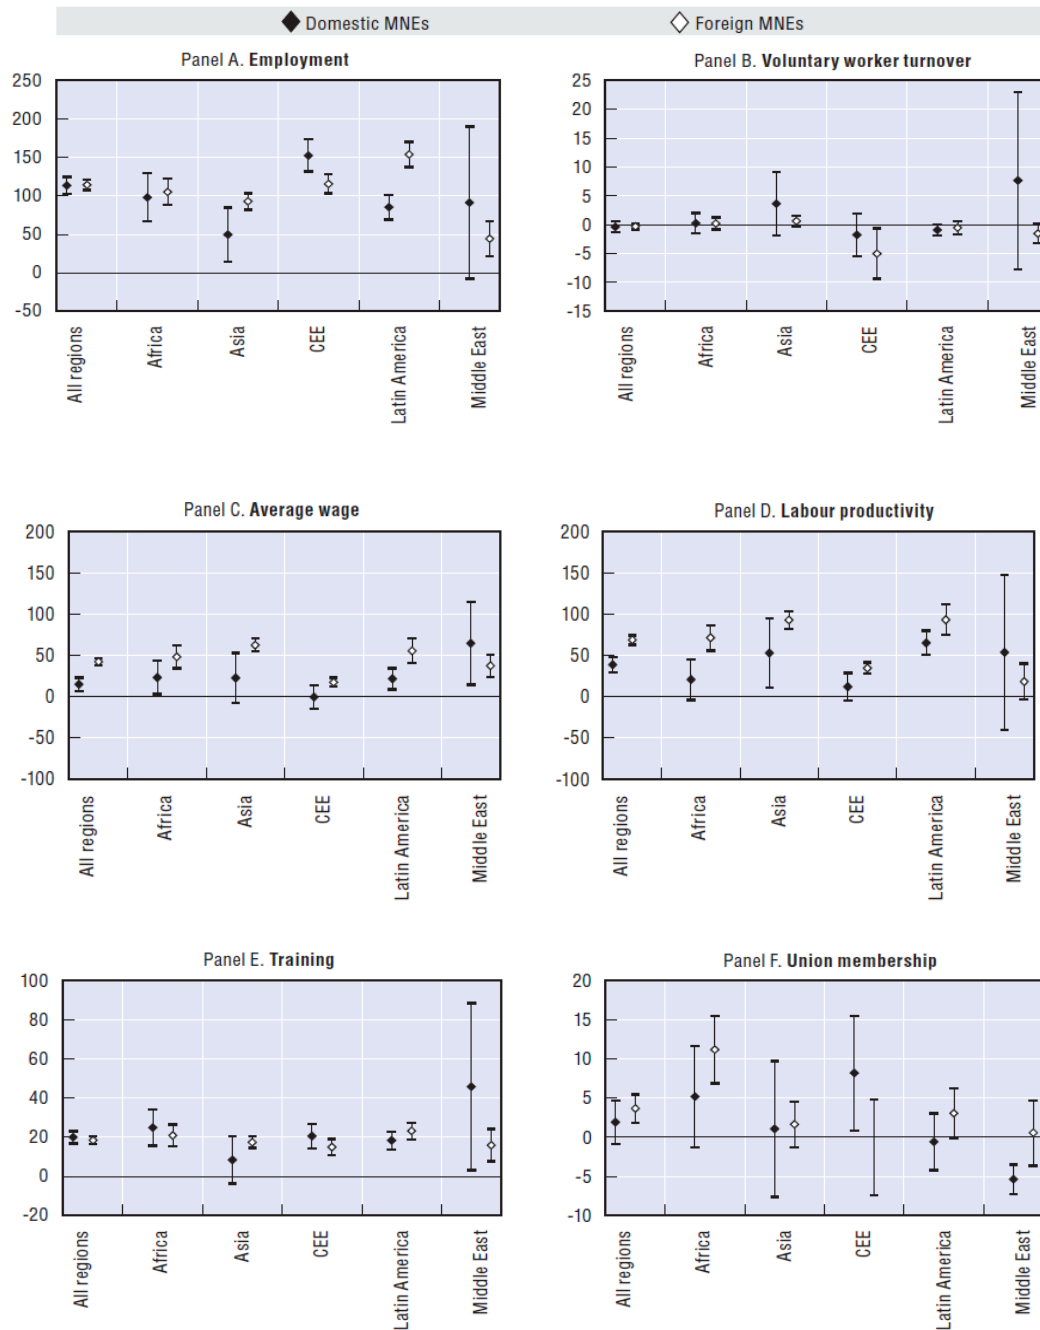 Domestic MNEs Foreign MNEs
Panel A. Employment
250
200
150
100
50
0
-50
All regions
Africa
Asia
CEE
Latin America
Middle East
Panel B. Voluntary worker turnover
25
20
15
10
5
0
-5
-10
-15
All regions
Africa
Asia
CEE
Latin America
Middle East
Panel C. Average wage
200
150
100
50
0
-50
-100
All regions
Africa
Asia
CEE
Latin America
Middle East
Panel D. Labour productivity
200
150
100
50
0
-50
-100
All regions
Africa
Asia
CEE
Latin America
Middle East
Panel E. Training
100
80
60
40
20
0
-20
All regions
Africa
Asia
CEE
Latin America
Middle East
Panel F. Union membership
20
15
10
5
0
-5
-10
All regions
Africa
Asia
CEE
Latin America
Middle East